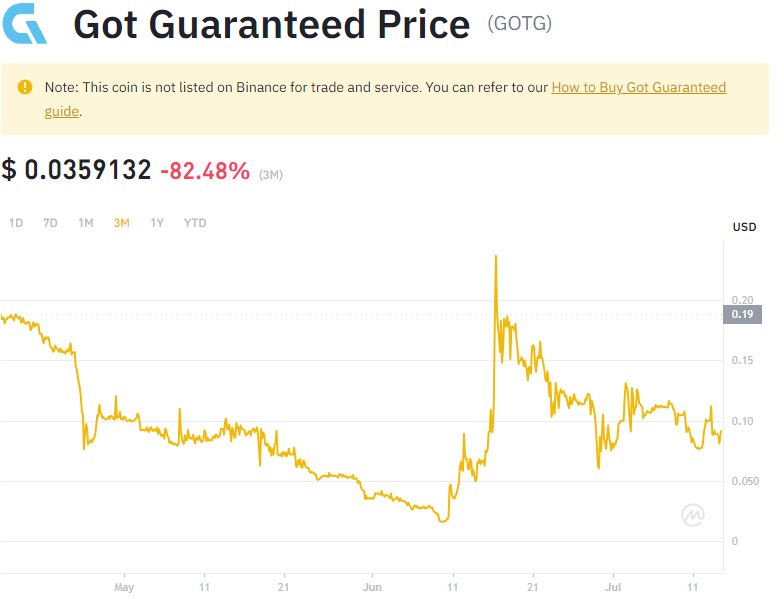 Got Guaranteed Price (GOTG)
Note: This coin is not listed on Binance for trade and service. You can refer to our How to Buy Got Guaranteed
guide.
$ 0.0359132 -82.48% (3M)
1D 7D 1M 3M 1Y YTD
USD
0.20
0.19
0.15
0.10
0.050
0
May 11 21 Jun 11 21 Jul 11